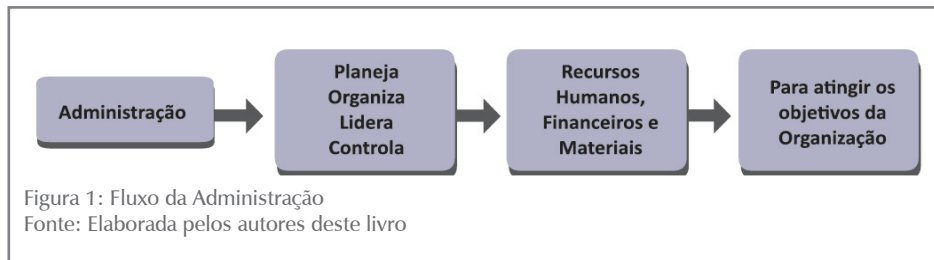 Administração
Planeja
Organiza
Lidera
Controla
Recursos
Humanos,
Financeiros e
Materiais
Para atingir os
objetivos da
Organização
Figura 1: Fluxo da Administração
Fonte: Elaborada pelos autores deste livro